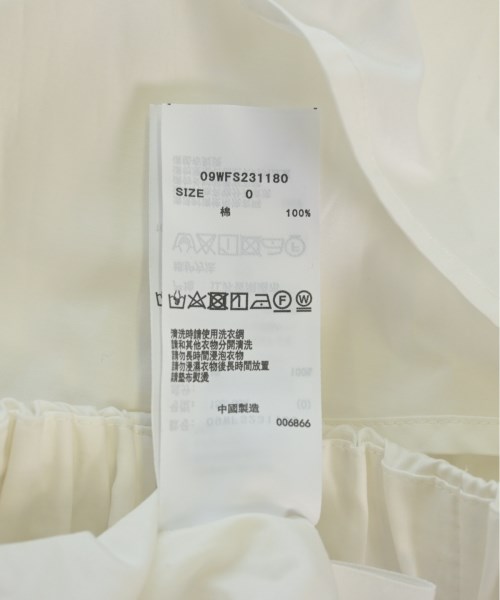 09WFS231180
SIZE 0
棉 100%
清洗時請使用洗衣網
請和其他衣物分開清洗
請勿長時間浸泡衣物
請勿浸濕衣物後長時間放置
請墊布熨燙
中國製造
006866